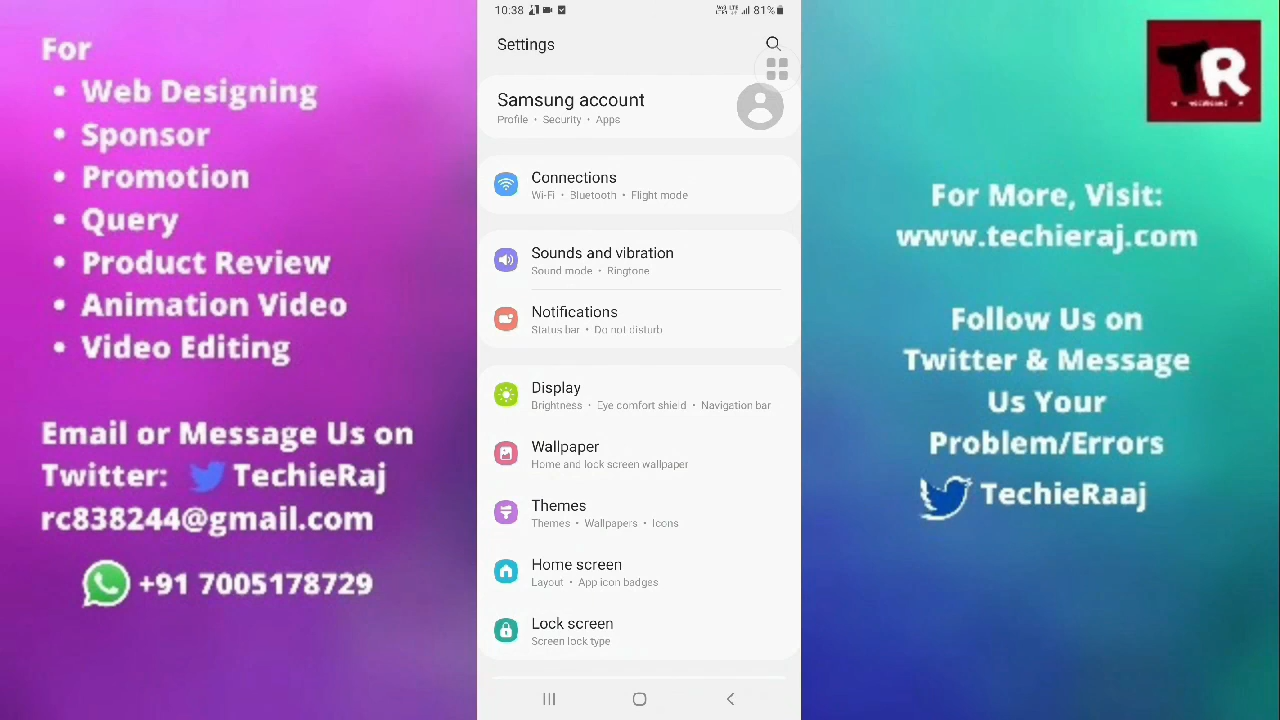 For
• Web Designing
• Sponsor
• Promotion
• Query
• Product Review
• Animation Video
• Video Editing
Email or Message Us on
Twitter: TechieRaj
rc838244@gmail.com
+91 7005178729
10:38
81%
Settings
Samsung account
Profile • Security • Apps
Connections
Wi-Fi • Bluetooth • Flight mode
Sounds and vibration
Sound mode • Ringtone
Notifications
Status bar • Do not disturb
Display
Brightness • Eye comfort shield • Navigation bar
Wallpaper
Home and lock screen wallpaper
Themes
Themes • Wallpapers • Icons
Home screen
Layout • App icon badges
Lock screen
Screen lock type
TR
For More, Visit:
www.techieraj.com
Follow Us on
Twitter & Message
Us Your
Problem/Errors
TechieRaaj